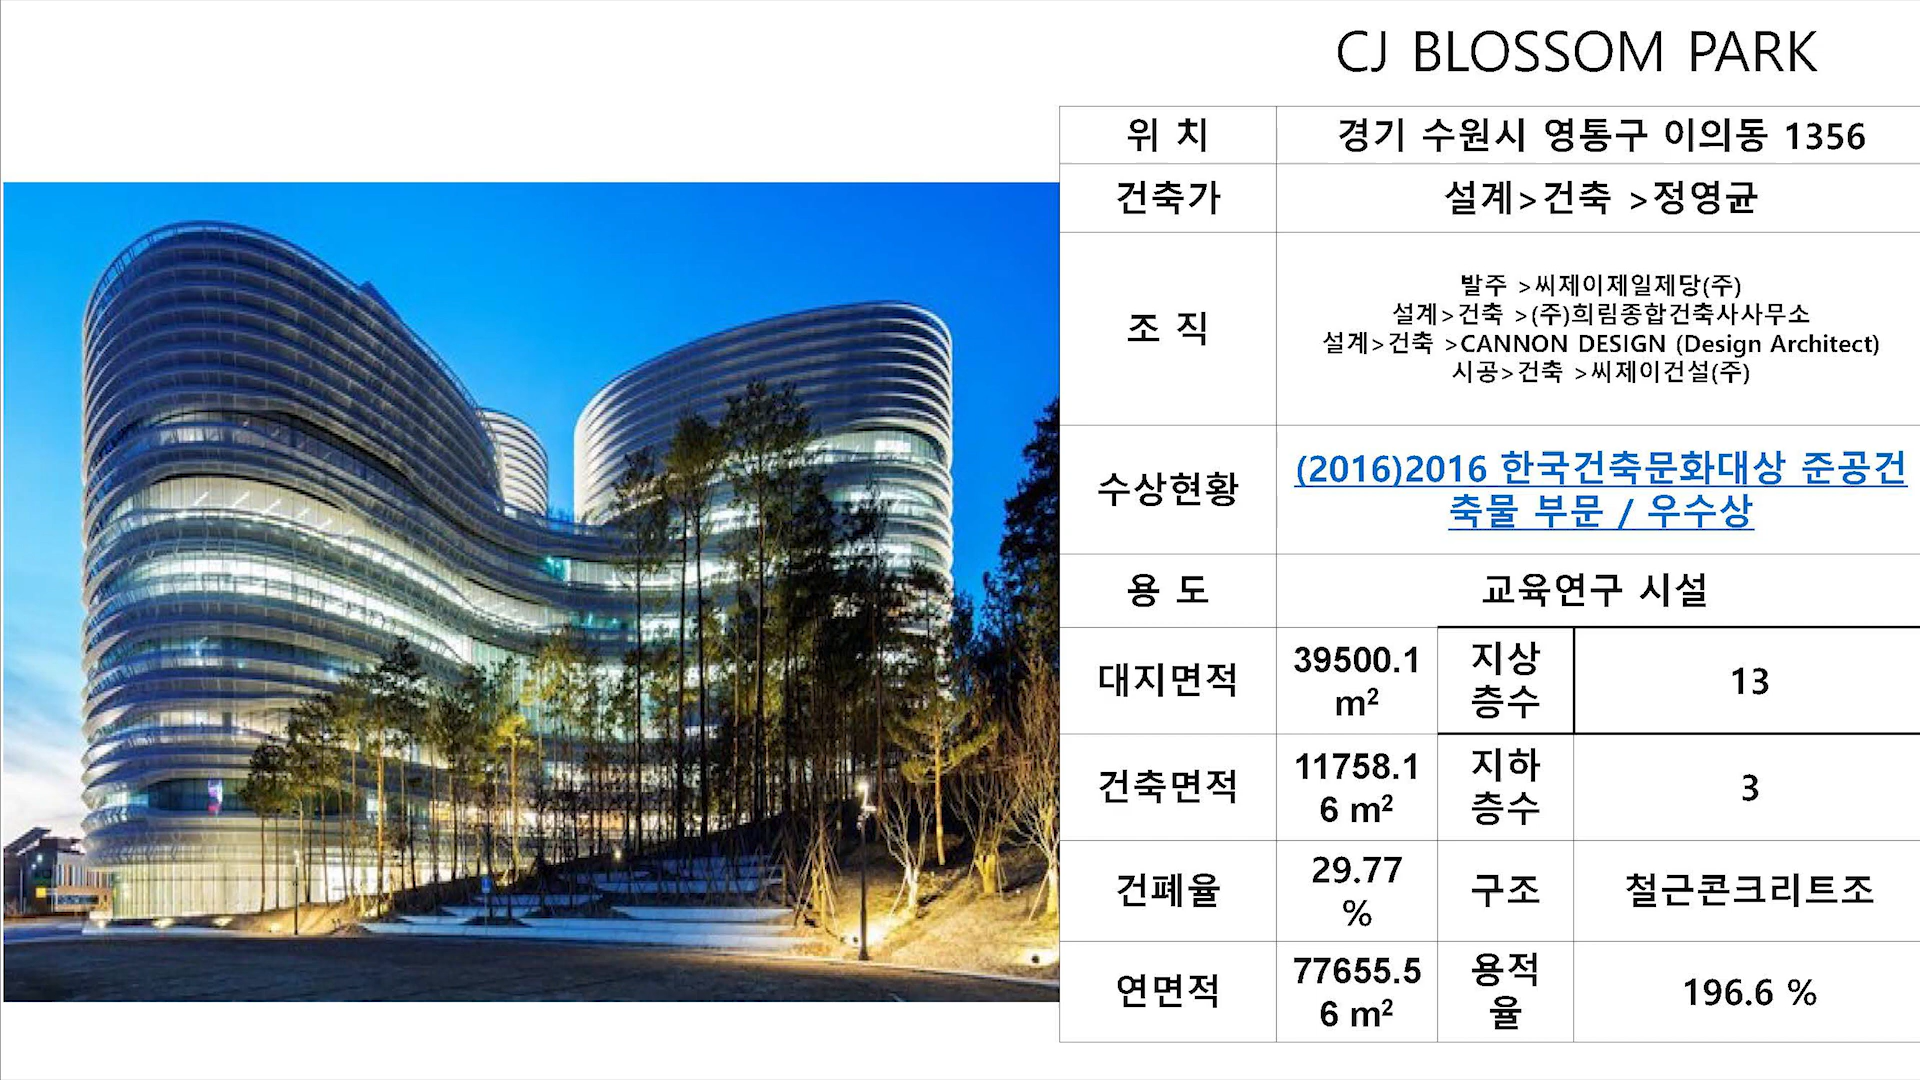 CJ BLOSSOM PARK
위 치
경기 수원시 영통구 이의동 1356
건축가
설계>건축 >정영균
조 직
발주 >씨제이제일제당(주)
설계>건축 >(주)희림종합건축사사무소
설계>건축 >CANNON DESIGN (Design Architect)
시공>건축 >씨제이건설(주)
수상현황
(2016)2016 한국건축문화대상 준공건
축물 부문 / 우수상
용 도
교육연구 시설
대지면적
39500.1
m²
지상
층수
13
건축면적
11758.1
6 m²
지하
층수
3
건폐율
29.77
%
구조
철근콘크리트조
연면적
77655.5
6 m²
용적
율
196.6 %